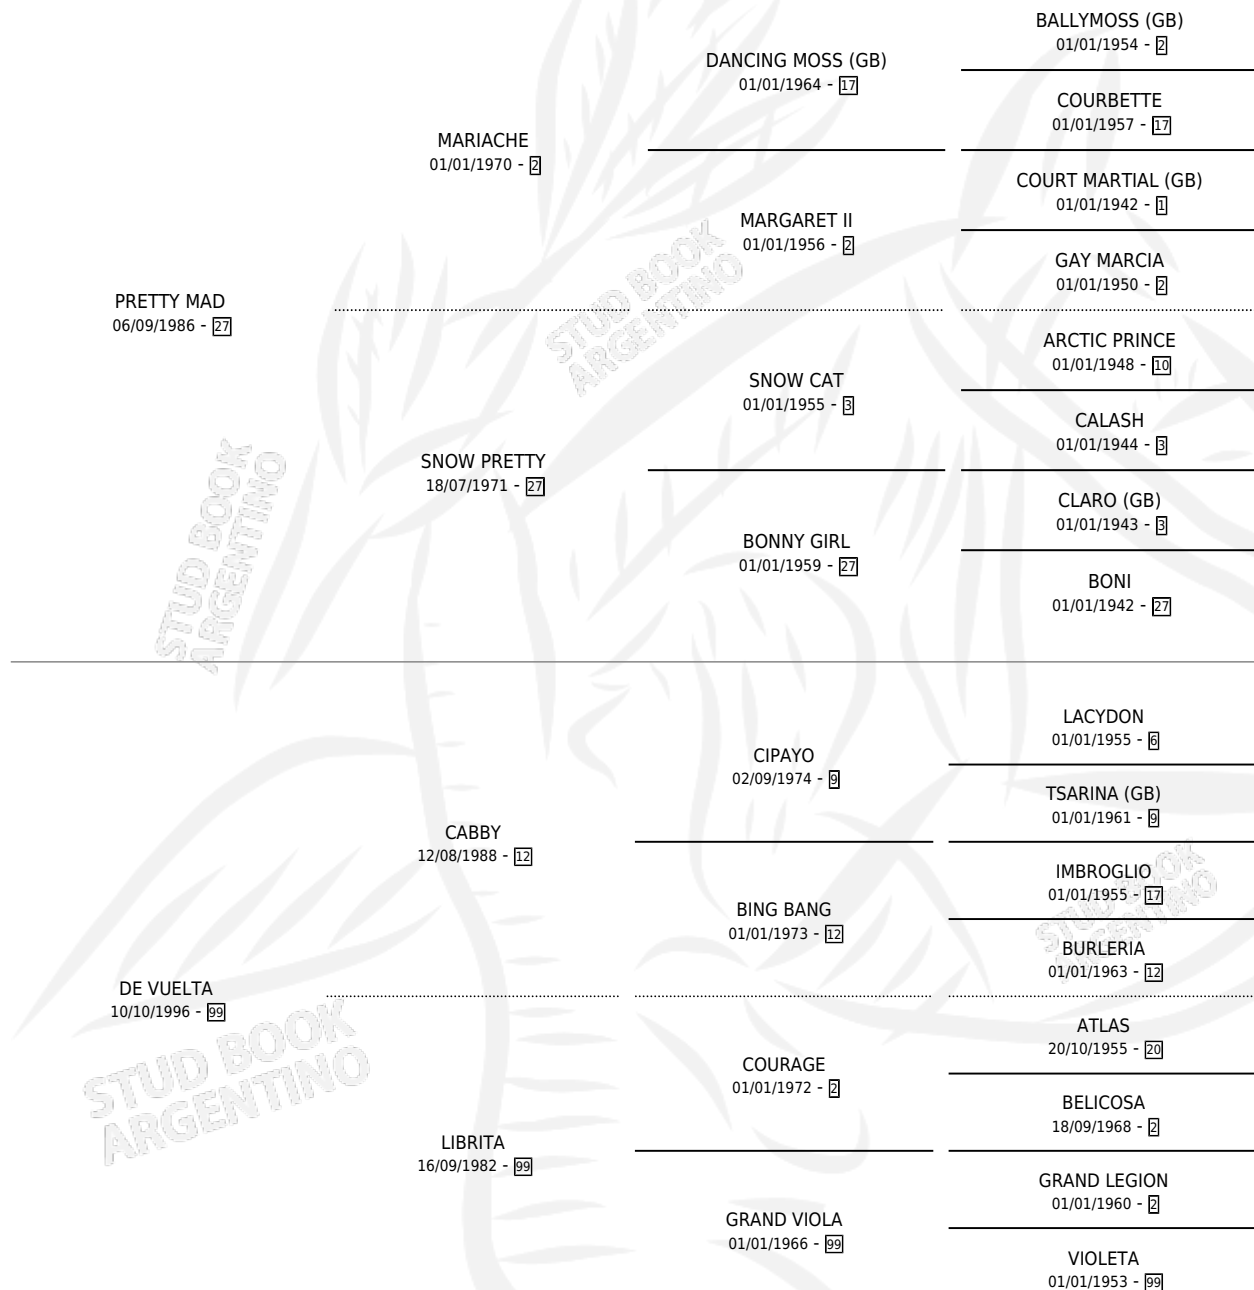 BALLYMOSS (GB)
01/01/1954 - 2
DANCING MOSS (GB)
01/01/1964 - 17
COURBETTE
01/01/1957 - 17
MARIACHE
01/01/1970 - 2
COURT MARTIAL (GB)
01/01/1942 - 1
MARGARET II
01/01/1956 - 2
GAY MARCIA
01/01/1950 - 2
PRETTY MAD
06/09/1986 - 27
STUD BOOK
ARGENTINO
ARCTIC PRINCE
01/01/1948 - 10
SNOW CAT
01/01/1955 - 3
CALASH
01/01/1944 - 3
SNOW PRETTY
18/07/1971 - 27
CLARO (GB)
01/01/1943 - 3
BONNY GIRL
01/01/1959 - 27
BONI
01/01/1942 - 27
STUD BOOK
ARGENTINO
LACYDON
01/01/1955 - 6
CIPAYO
02/09/1974 - 9
TSARINA (GB)
01/01/1961 - 9
CABBY
12/08/1988 - 12
IMBROGLIO
01/01/1955 - 17
BING BANG
01/01/1973 - 12
BURLERIA
01/01/1963 - 12
STUD BOOK
ARGENTINO
DE VUELTA
10/10/1996 - 99
ATLAS
20/10/1955 - 20
COURAGE
01/01/1972 - 2
BELICOSA
18/09/1968 - 2
STUD BOOK
ARGENTINO
LIBRITA
16/09/1982 - 99
GRAND LEGION
01/01/1960 - 2
GRAND VIOLA
01/01/1966 - 99
VIOLETA
01/01/1953 - 99